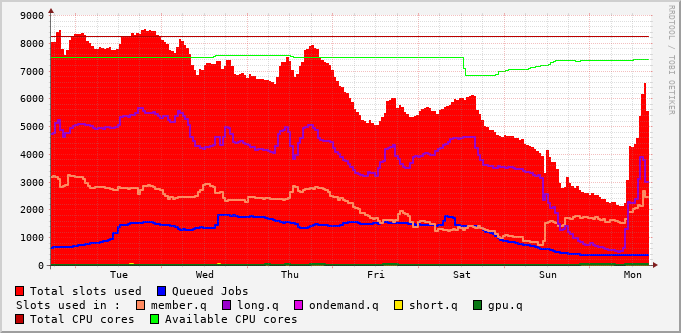 9000
8000
7000
6000
5000
4000
3000
2000
1000
0
Tue Wed Thu Fri Sat Sun Mon
RRDTOOL / TOBI OETIKER
Total slots used Queued Jobs
Slots used in : member.q long.q ondemand.q short.q gpu.q
Total CPU cores Available CPU cores